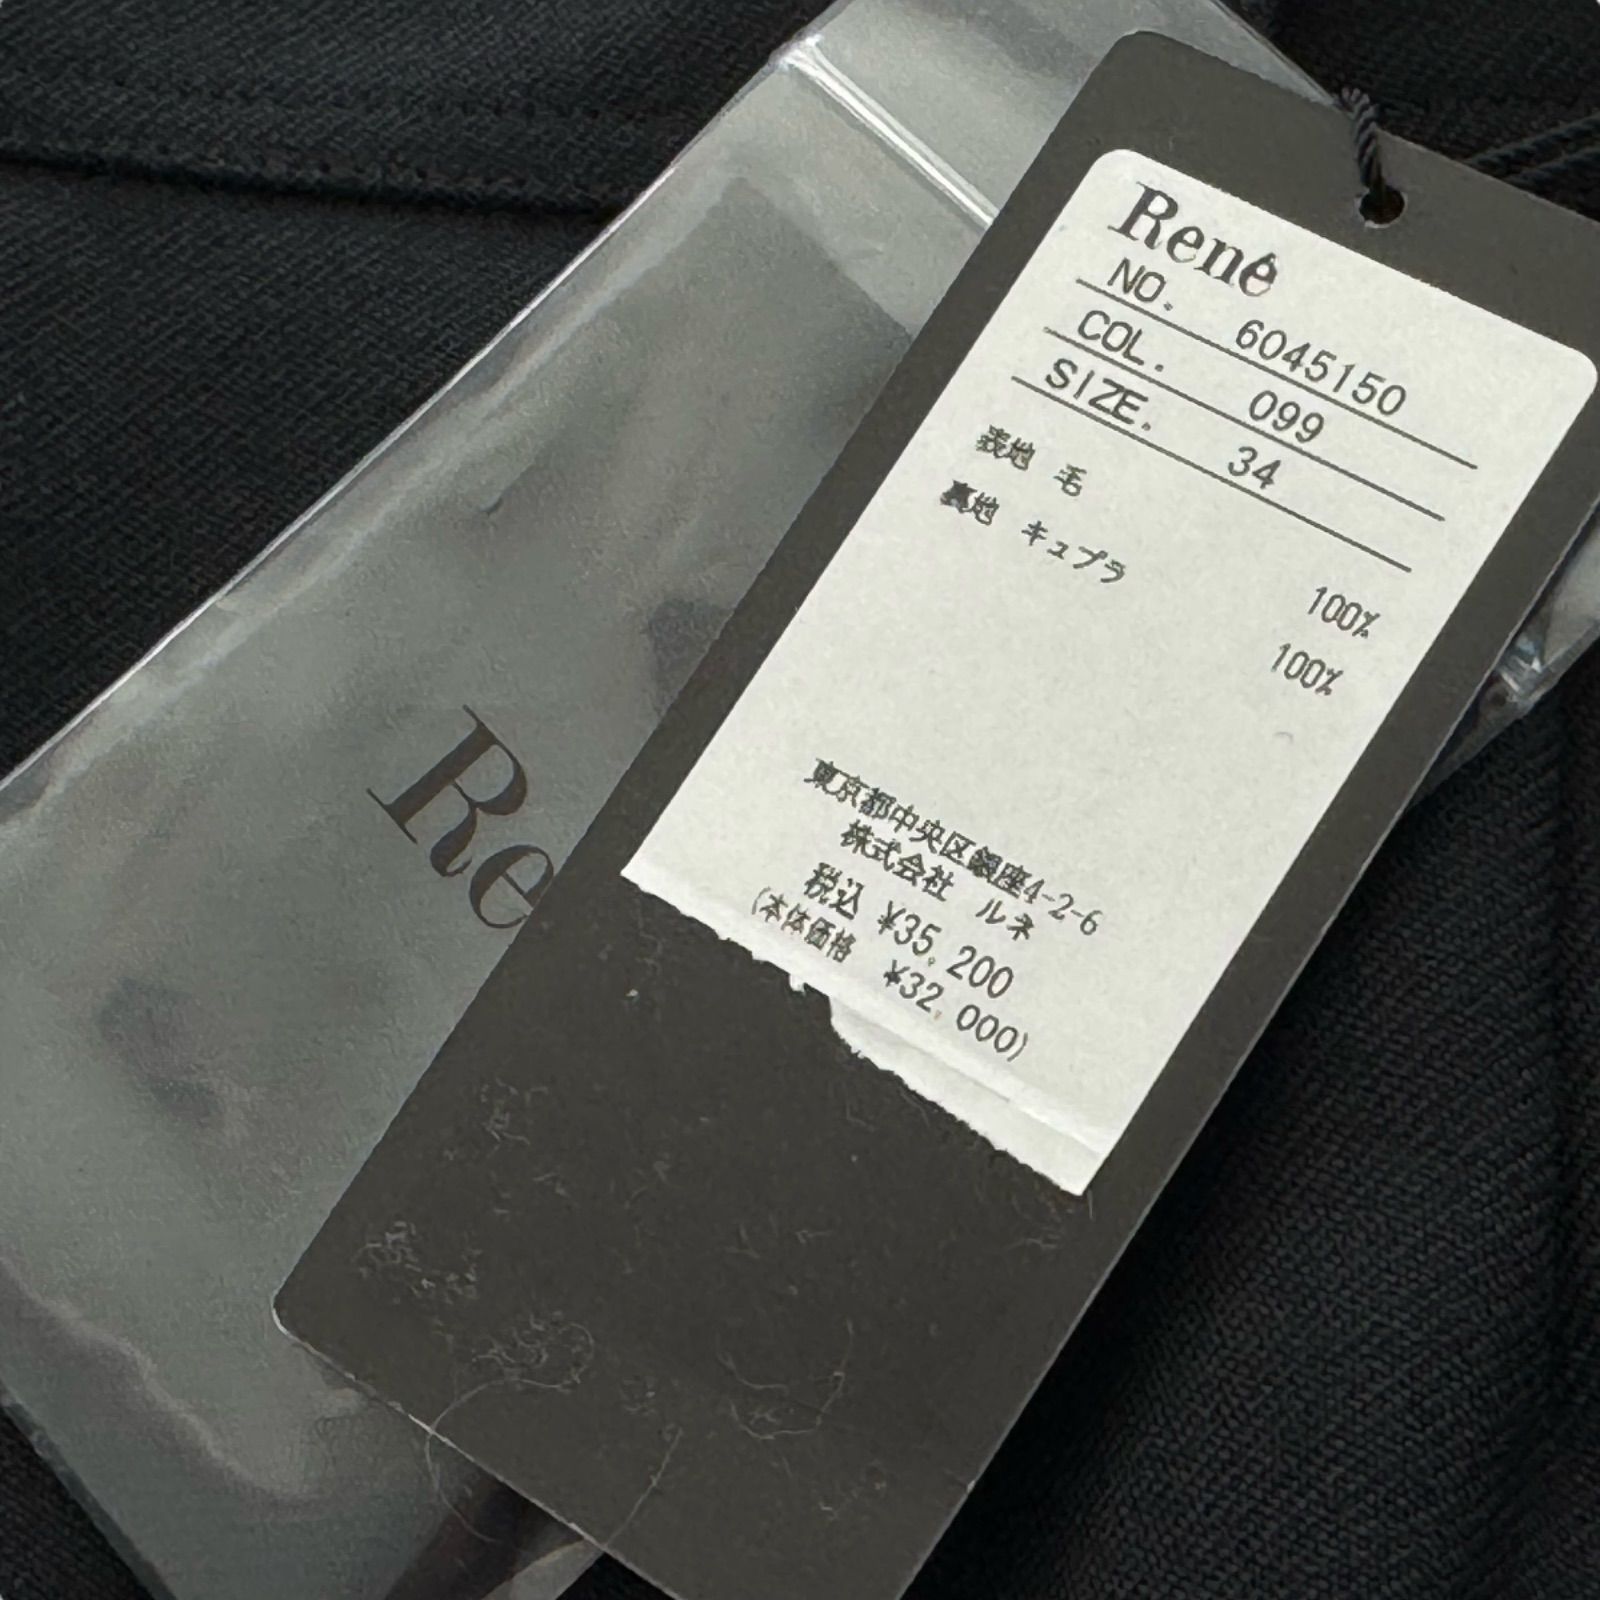 René
NO. 6045150
COL. 099
SIZE. 34
表地 毛 100%
裏地 キュプラ 100%
東京都中央区銀座4-2-6
株式会社 ルネ
税込 ¥35,200
(本体価格 ¥32,000)
Re